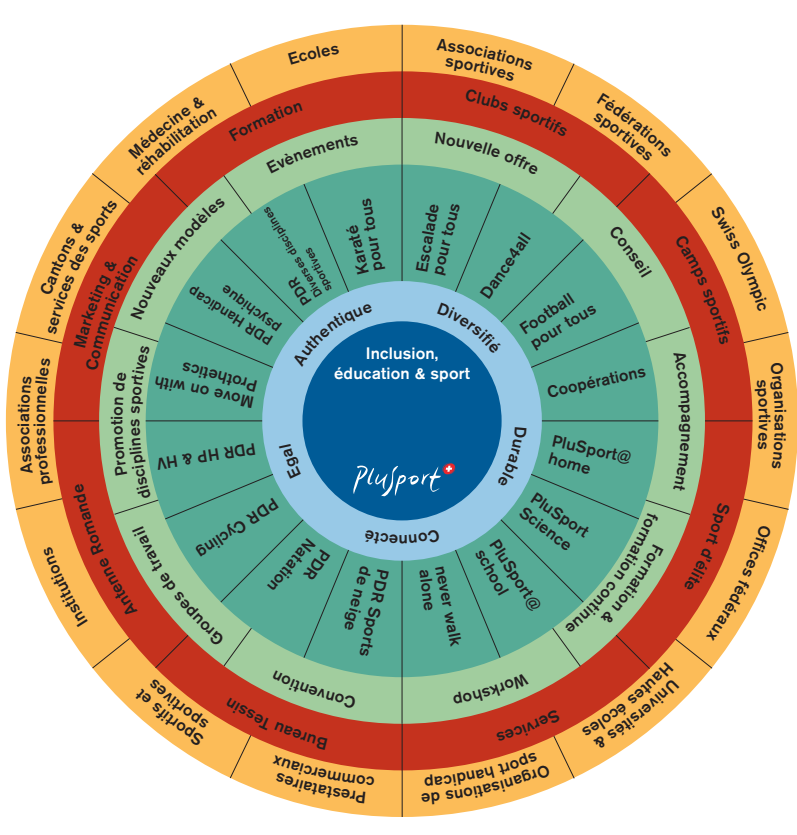 Ecoles
Associations
sportives
Fédérations
sportives
Swiss Olympic
Organisations
sportives
Offices fédéraux
Universités &
Hautes écoles
Organisations de
sport handicap
Prestataires
commerciaux
Sportifs et
sportives
Institutions
Associations
professionnelles
Cantons &
services des sports
Médecine &
réhabilitation
Formation
Clubs sportifs
Camps sportifs
Sport d'élite
Services
Bureau Tessin
Antenne Romande
Marketing &
Communication
Evènements
Nouvelle offre
Conseil
Accompagnement
Formation &
formation continue
Workshop
Convention
Groupes de travail
Promotion de
disciplines sportives
Nouveaux modèles
Karaté
pour tous
Escalade
pour tous
Dance4all
Football
pour tous
Coopérations
PluSport@
home
PluSport
Science
PluSport@
school
never walk
alone
PDR Sports
de neige
PDR
Natation
PDR Cycling
PDR HP & HV
Move on with
Prothetics
PDR Handicap
psychique
PDR
Diverses disciplines
sportives
Authentique
Diversifié
Durable
Connecté
Egal
Inclusion,
éducation & sport
PluSport